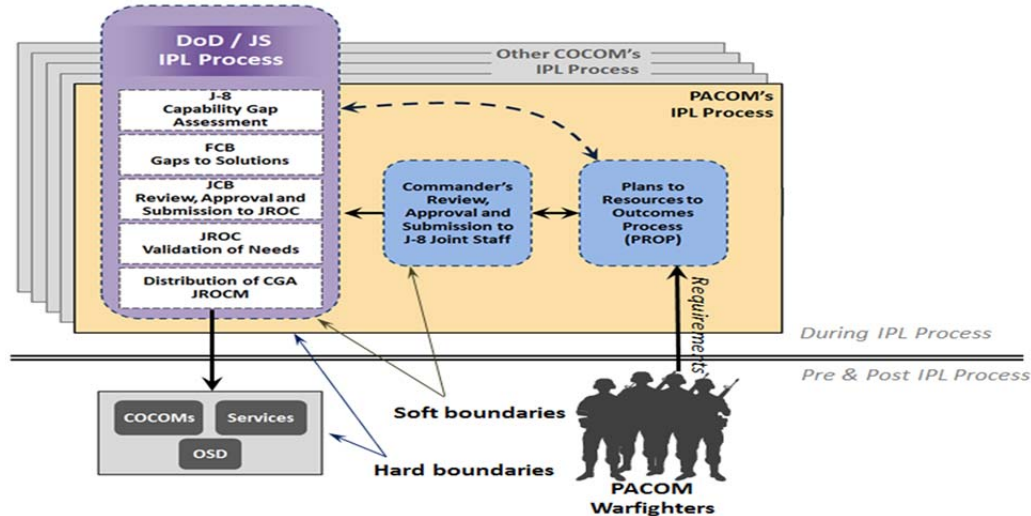 DoD / JS
IPL Process
Other COCOM's
IPL Process
PACOM's
IPL Process
J-8
Capability Gap
Assessment
FCB
Gaps to Solutions
JCB
Review, Approval and
Submission to JROC
JROC
Validation of Needs
Distribution of CGA
JROCM
Commander's
Review,
Approval and
Submission to
J-8 Joint Staff
Plans to
Resources to
Outcomes
Process
(PROP)
Requirements
During IPL Process
Pre & Post IPL Process
COCOMs
Services
OSD
Soft boundaries
Hard boundaries
PACOM
Warfighters